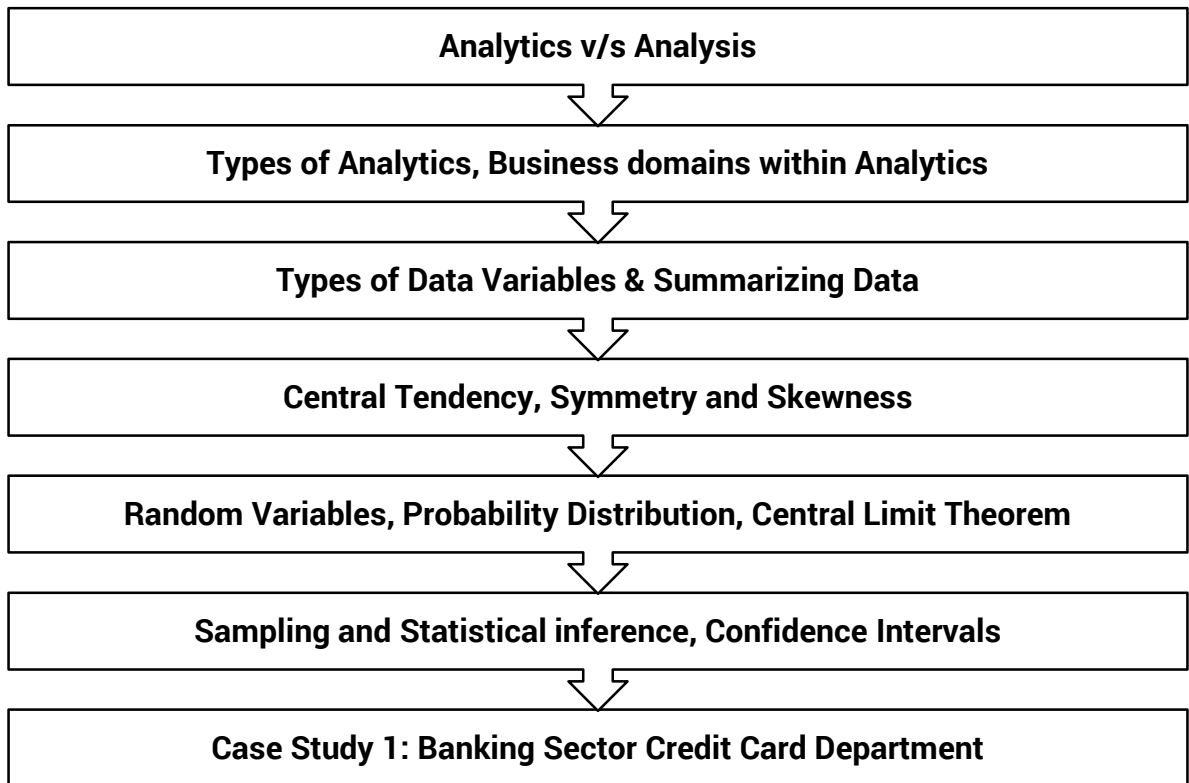 Analytics v/s Analysis
Types of Analytics, Business domains within Analytics
Types of Data Variables & Summarizing Data
Central Tendency, Symmetry and Skewness
Random Variables, Probability Distribution, Central Limit Theorem
Sampling and Statistical inference, Confidence Intervals
Case Study 1: Banking Sector Credit Card Department